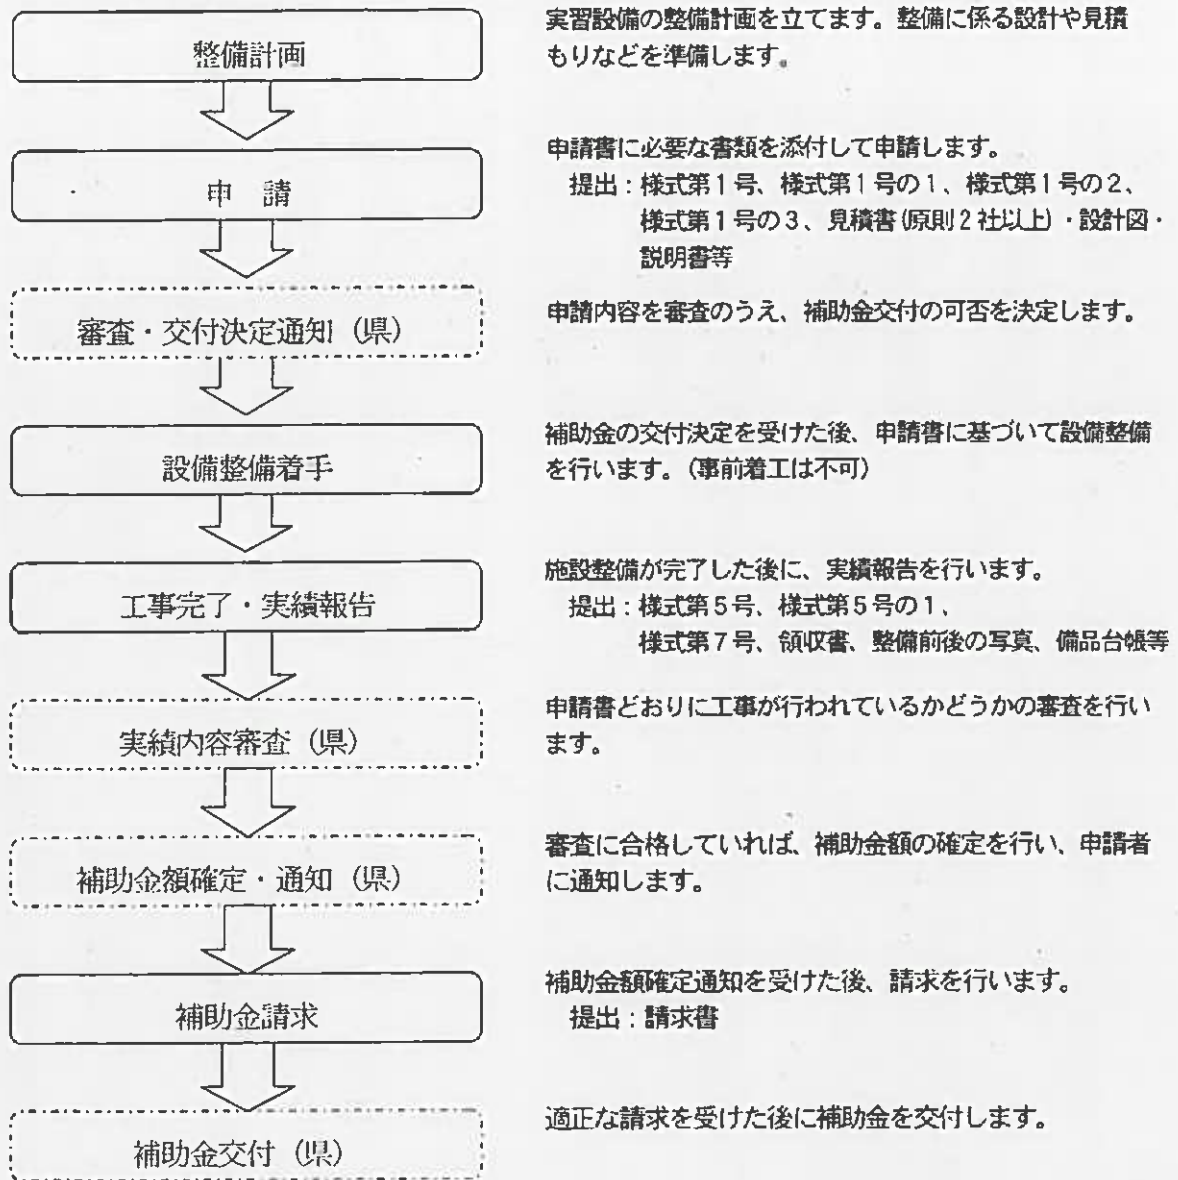 整備計画
実習設備の整備計画を立てます。整備に係る設計や見積
もりなどを準備します。
申　請
申請書に必要な書類を添付して申請します。
提出：様式第１号、様式第１号の１、様式第１号の２、
様式第１号の３、見積書(原則２社以上)・設計図・
説明書等
審査・交付決定通知（県）
申請内容を審査のうえ、補助金交付の可否を決定します。
設備整備着手
補助金の交付決定を受けた後、申請書に基づいて設備整備
を行います。(事前着工は不可)
工事完了・実績報告
施設整備が完了した後に、実績報告を行います。
提出：様式第５号、様式第５号の１、
様式第７号、領収書、整備前後の写真、備品台帳等
実績内容審査（県）
申請書どおりに工事が行われているかどうかの審査を行い
ます。
補助金額確定・通知（県）
審査に合格していれば、補助金額の確定を行い、申請者
に通知します。
補助金請求
補助金額確定通知を受けた後、請求を行います。
提出：請求書
補助金交付（県）
適正な請求を受けた後に補助金を交付します。